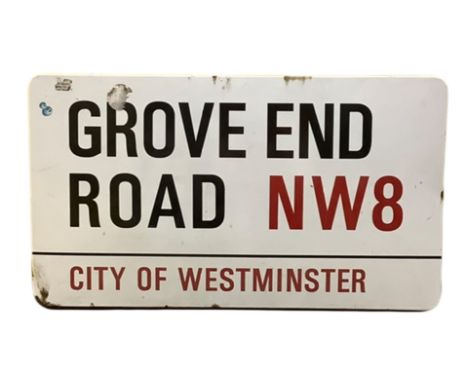 GROVE END
ROAD NW8
CITY OF WESTMINSTER